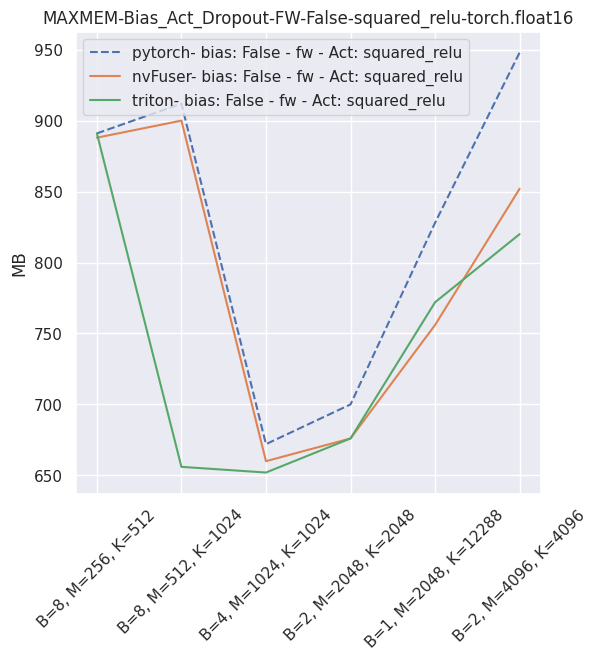 MAXMEM-Bias_Act_Dropout-FW-False-squared_relu-torch.float16
pytorch- bias: False - fw - Act: squared_relu
nvFuser- bias: False - fw - Act: squared_relu
triton- bias: False - fw - Act: squared_relu
950
900
850
800
750
700
650
MB
B=8, M=256, K=512
B=8, M=512, K=1024
B=4, M=1024, K=1024
B=2, M=2048, K=2048
B=1, M=2048, K=12288
B=2, M=4096, K=4096